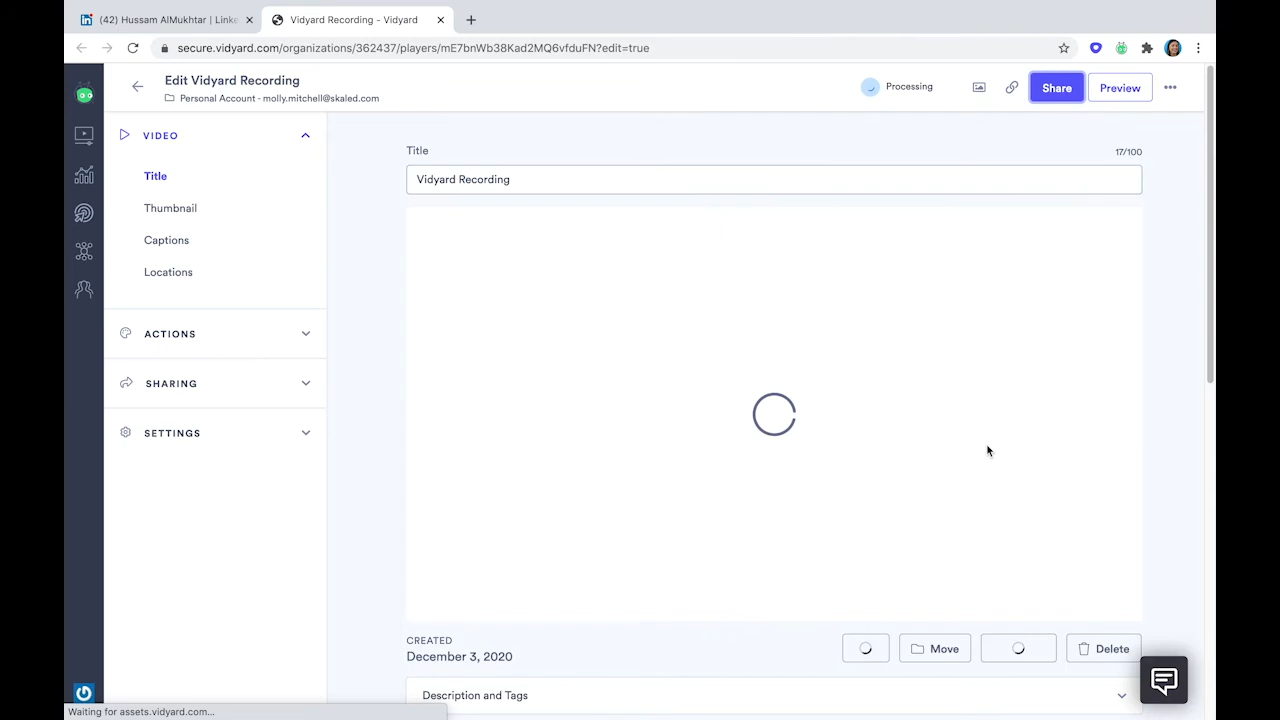 (42) Hussam AlMukhtar | Linke
Vidyard Recording - Vidyard
secure.vidyard.com/organizations/362437/players/mE7bnWb38Kad2MQ6vfduFN?edit=true
Edit Vidyard Recording
Personal Account - molly.mitchell@skaled.com
Processing
Share
Preview
VIDEO
Title
Thumbnail
Captions
Locations
ACTIONS
SHARING
SETTINGS
Title
17/100
Vidyard Recording
CREATED
December 3, 2020
Move
Delete
Description and Tags
Waiting for assets.vidyard.com...